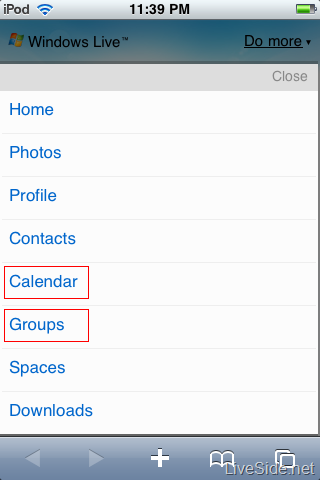 iPod 11:39 PM
Windows Live™ Do more ▾
Close
Home
Photos
Profile
Contacts
Calendar
Groups
Spaces
Downloads
LiveSide.net